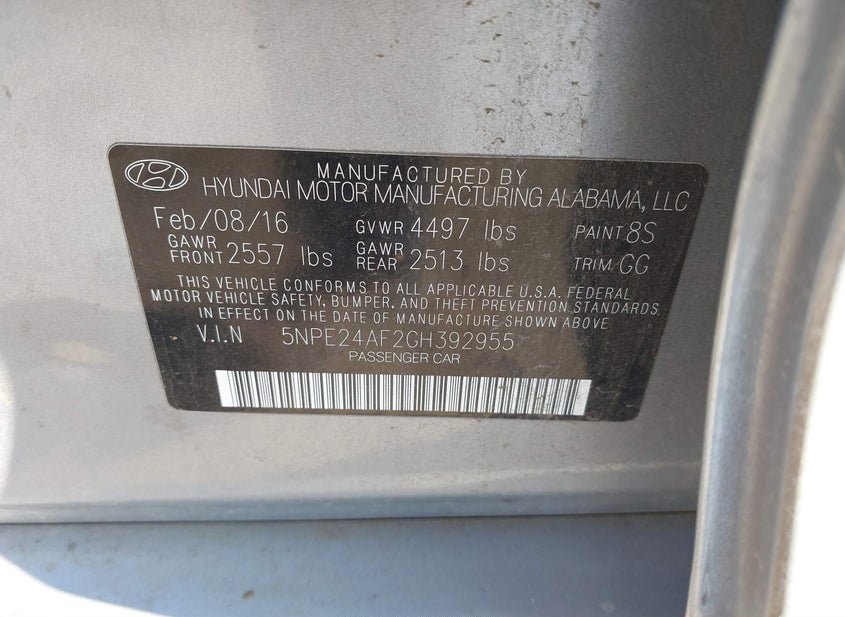 MANUFACTURED BY
HYUNDAI MOTOR MANUFACTURING ALABAMA, LLC
Feb/08/16 GVWR 4497 lbs PAINT 8S
GAWR FRONT 2557 lbs GAWR REAR 2513 lbs TRIM GG
THIS VEHICLE CONFORMS TO ALL APPLICABLE U.S.A. FEDERAL
MOTOR VEHICLE SAFETY, BUMPER, AND THEFT PREVENTION STANDARDS
IN EFFECT ON THE DATE OF MANUFACTURE SHOWN ABOVE
V.I.N 5NPE24AF2GH392955
PASSENGER CAR